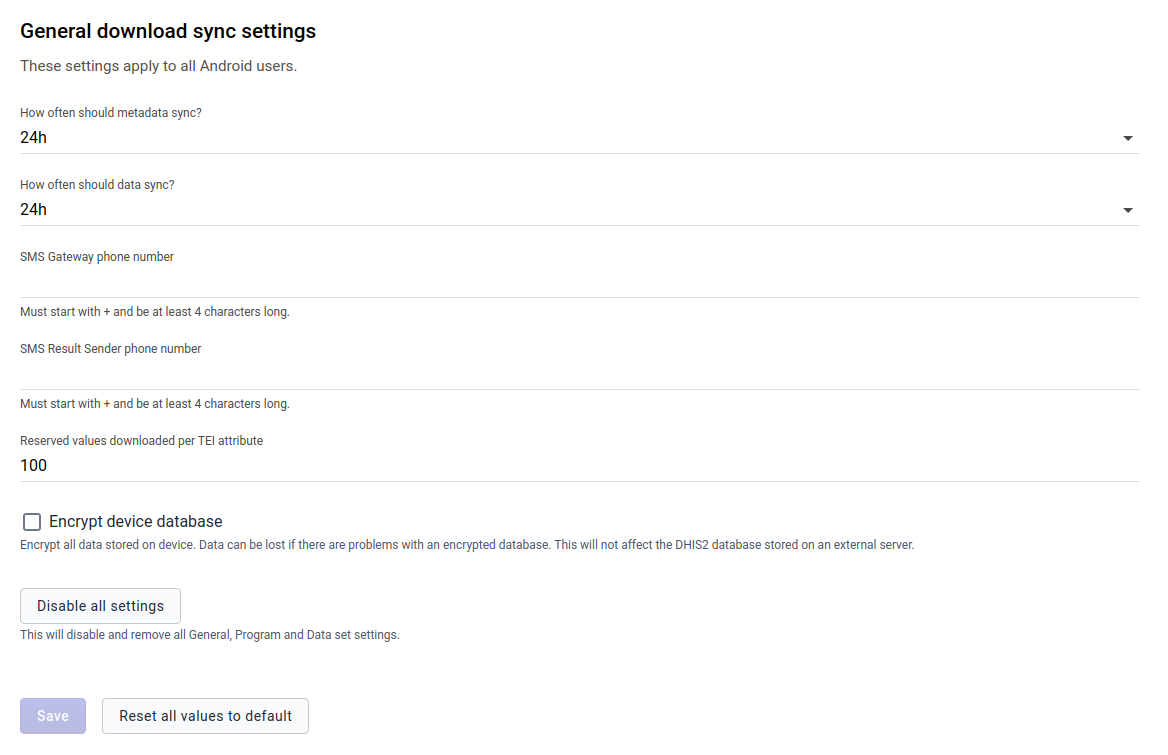 General download sync settings
These settings apply to all Android users.
How often should metadata sync?
24h
How often should data sync?
24h
SMS Gateway phone number
Must start with + and be at least 4 characters long.
SMS Result Sender phone number
Must start with + and be at least 4 characters long.
Reserved values downloaded per TEI attribute
100
Encrypt device database
Encrypt all data stored on device. Data can be lost if there are problems with an encrypted database. This will not affect the DHIS2 database stored on an external server.
Disable all settings
This will disable and remove all General, Program and Data set settings.
Save Reset all values to default